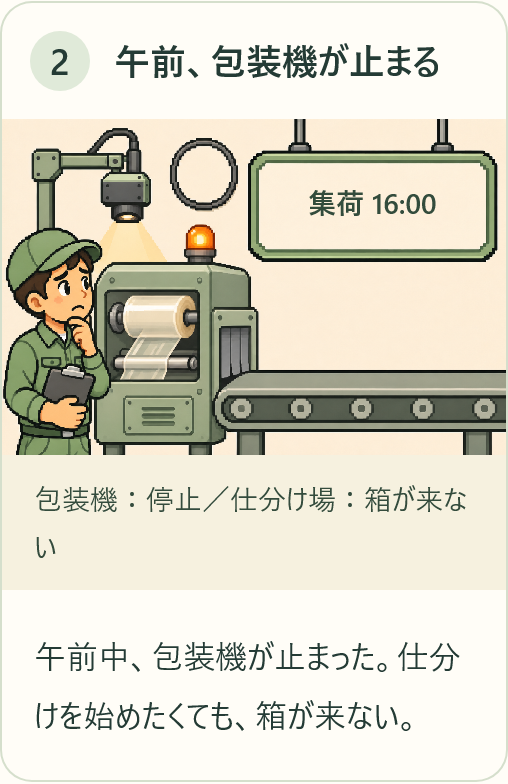 2 午前、包装機が止まる
集荷 16:00
包装機：停止／仕分け場：箱が来な
い
午前中、包装機が止まった。仕分
けを始めたくても、箱が来ない。